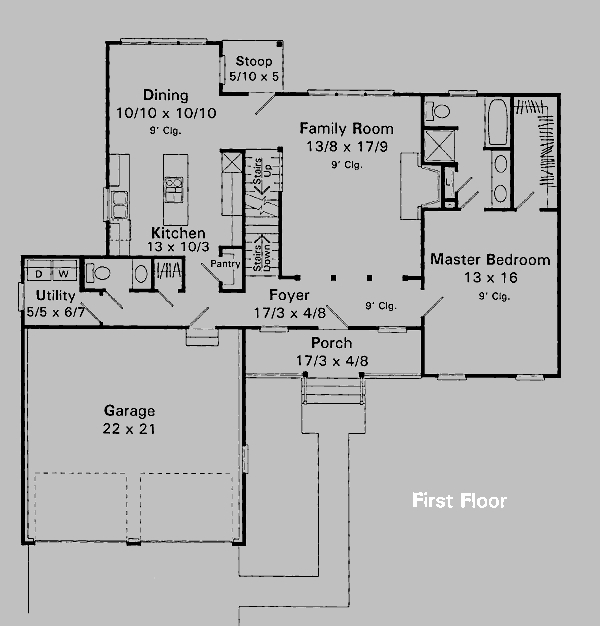 Stoop
5/10 x 5
Dining
10/10 x 10/10
9' Clg.
Family Room
13/8 x 17/9
9' Clg.
Stairs
Up
Kitchen
13 x 10/3
Stairs
Down
Pantry
Master Bedroom
13 x 16
9' Clg.
D W
Utility
5/5 x 6/7
Foyer
17/3 x 4/8
9' Clg.
Porch
17/3 x 4/8
Garage
22 x 21
First Floor